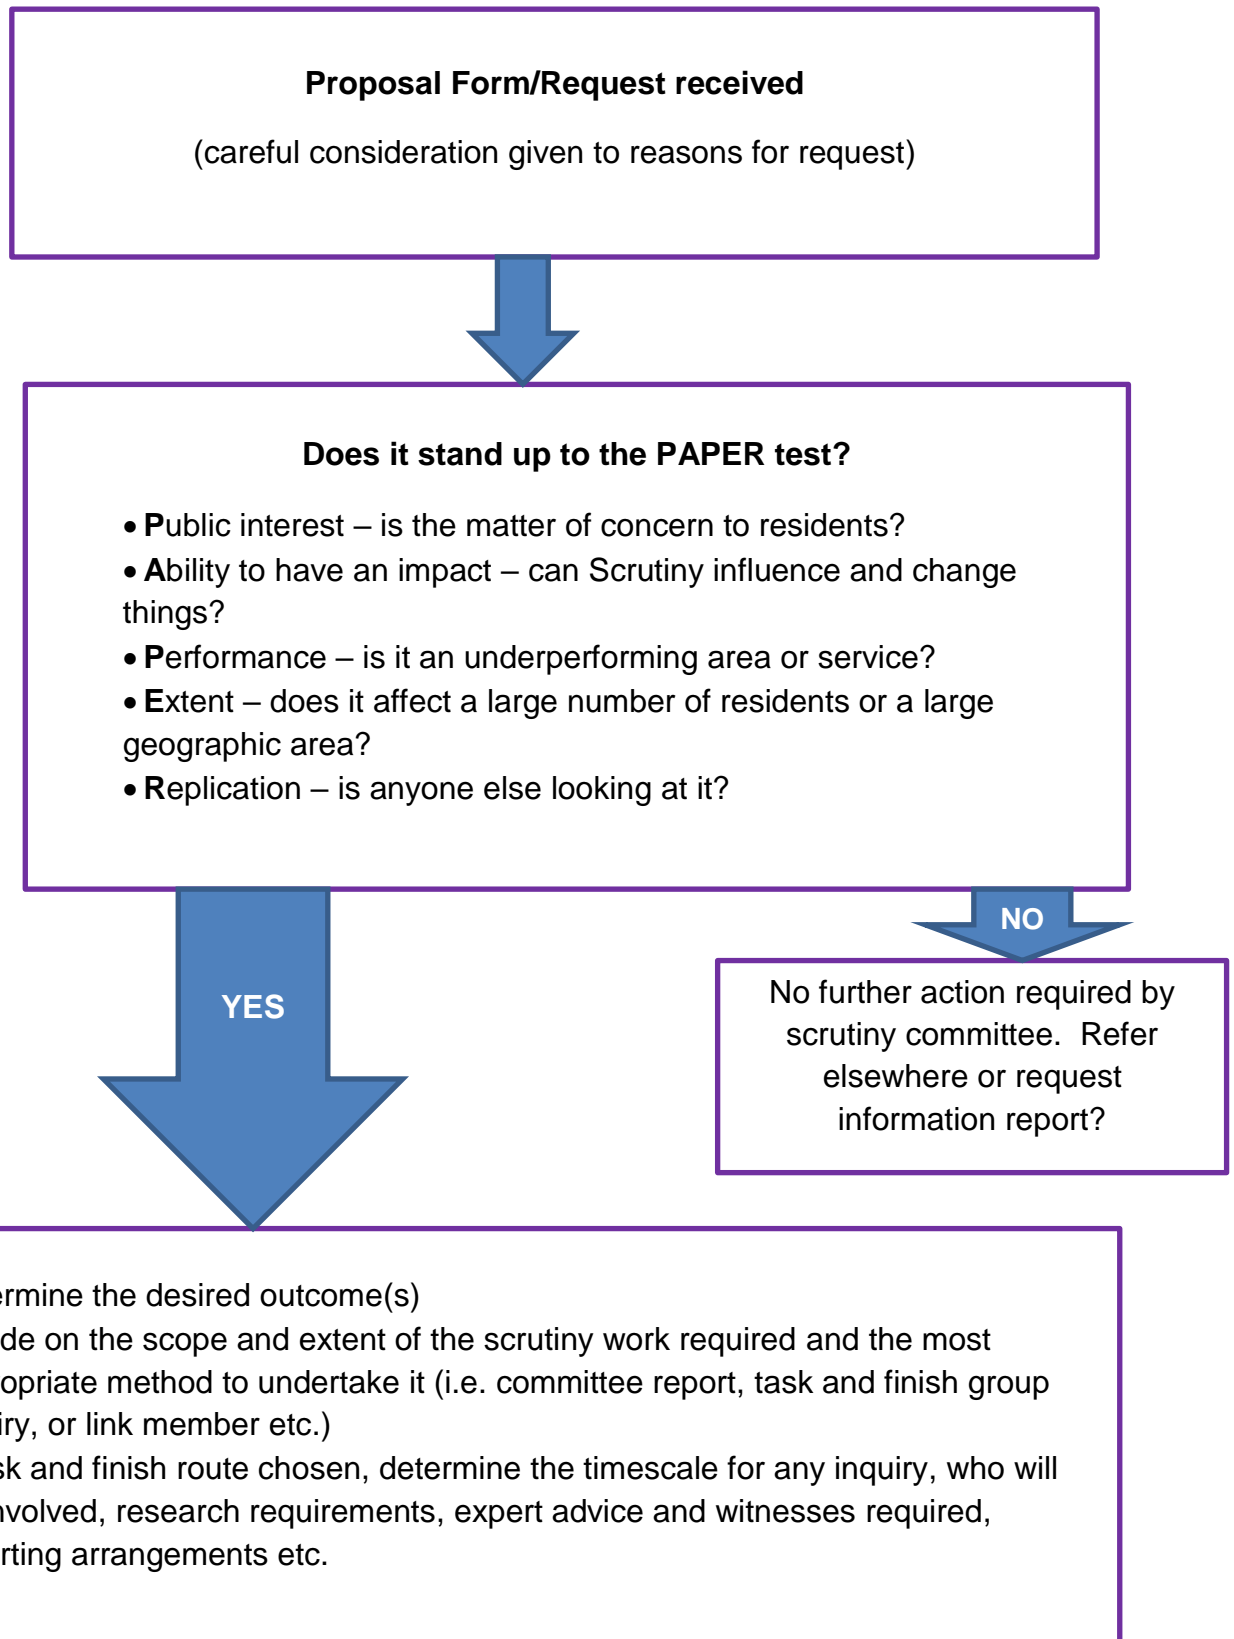 Proposal Form/Request received
(careful consideration given to reasons for request)
Does it stand up to the PAPER test?
• Public interest – is the matter of concern to residents?
• Ability to have an impact – can Scrutiny influence and change
things?
• Performance – is it an underperforming area or service?
• Extent – does it affect a large number of residents or a large
geographic area?
• Replication – is anyone else looking at it?
NO
YES
No further action required by
scrutiny committee. Refer
elsewhere or request
information report?
ermine the desired outcome(s)
de on the scope and extent of the scrutiny work required and the most
opriate method to undertake it (i.e. committee report, task and finish group
iry, or link member etc.)
sk and finish route chosen, determine the timescale for any inquiry, who will
nvolved, research requirements, expert advice and witnesses required,
rting arrangements etc.